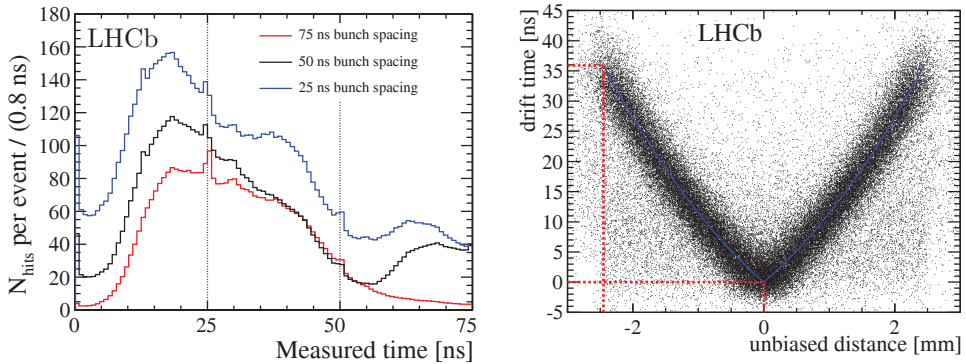 LHCb
75 ns bunch spacing
50 ns bunch spacing
25 ns bunch spacing
N_hits per event / (0.8 ns)
180
160
140
120
100
80
60
40
20
0
0 25 50 75
Measured time [ns]
LHCb
drift time [ns]
45
40
35
30
25
20
15
10
5
0
-5
-2 0 2
unbiased distance [mm]